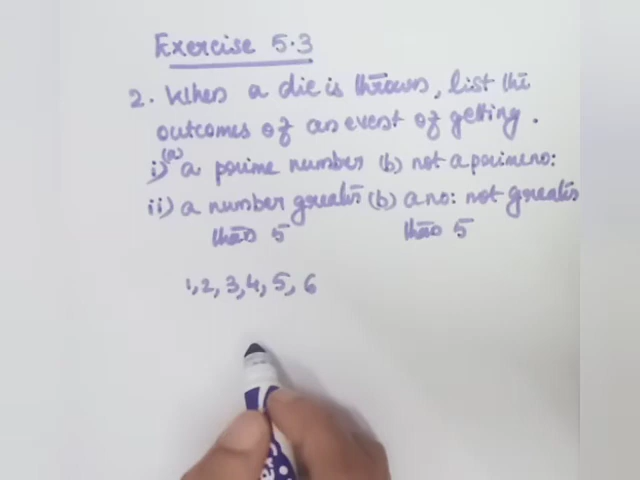 Exercise 5.3
2. When a die is thrown, list the
outcomes of an event of getting.
i) (a) a prime number (b) not a prime no:
ii) a number greater (b) a no: not greater
than 5 than 5
1, 2, 3, 4, 5, 6